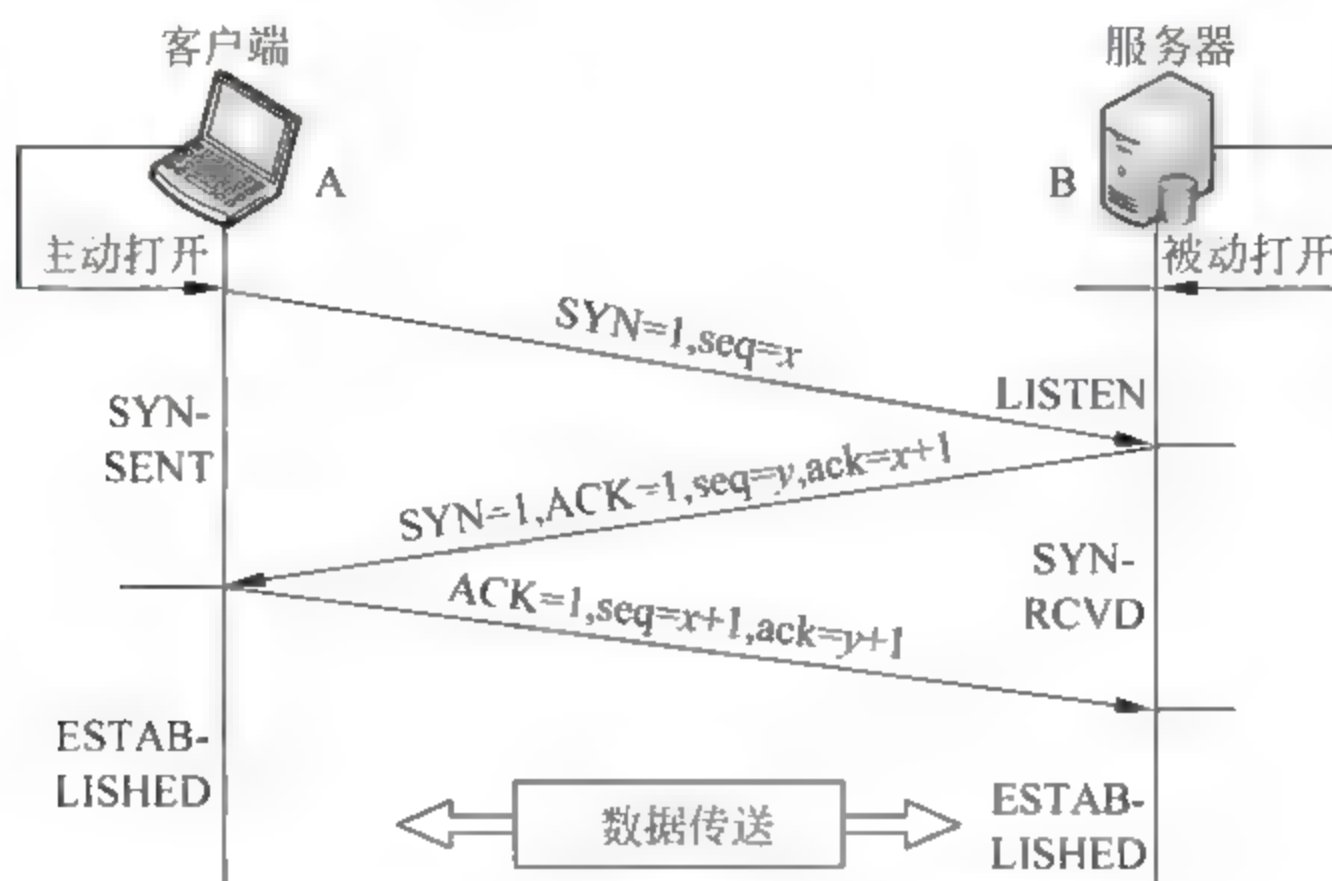 客户端
服务器
A
B
主动打开
被动打开
SYN=1,seq=x
LISTEN
SYN-
SENT
SYN=1,ACK=1,seq=y,ack=x+1
SYN-
RCVD
ACK=1,seq=x+1,ack=y+1
ESTAB-
LISHED
数据传送
ESTAB-
LISHED